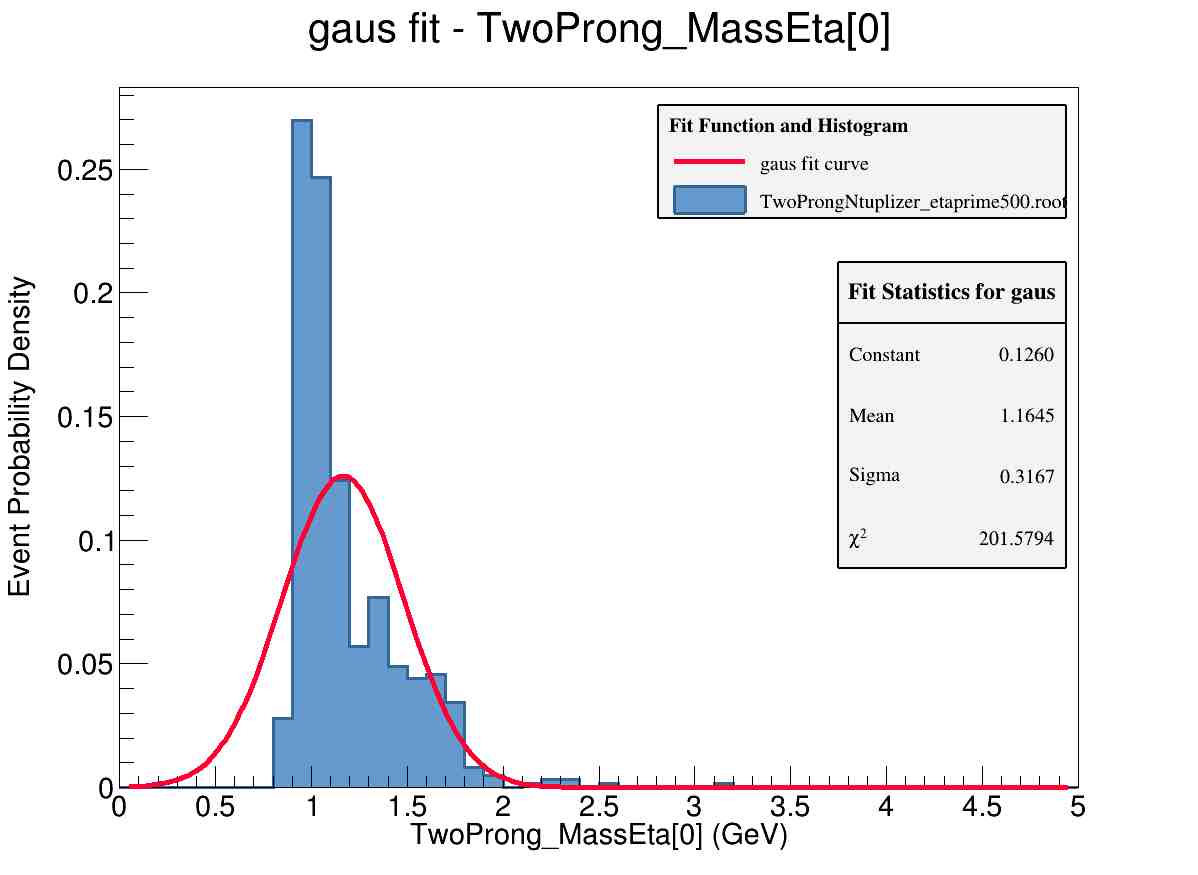 gaus fit - TwoProng_MassEta[0]
Fit Function and Histogram
gaus fit curve
TwoProngNtuplizer_etaprime500.root
Fit Statistics for gaus
Constant 0.1260
Mean 1.1645
Sigma 0.3167
χ² 201.5794
Event Probability Density
0.25
0.2
0.15
0.1
0.05
0
0 0.5 1 1.5 2 2.5 3 3.5 4 4.5 5
TwoProng_MassEta[0] (GeV)